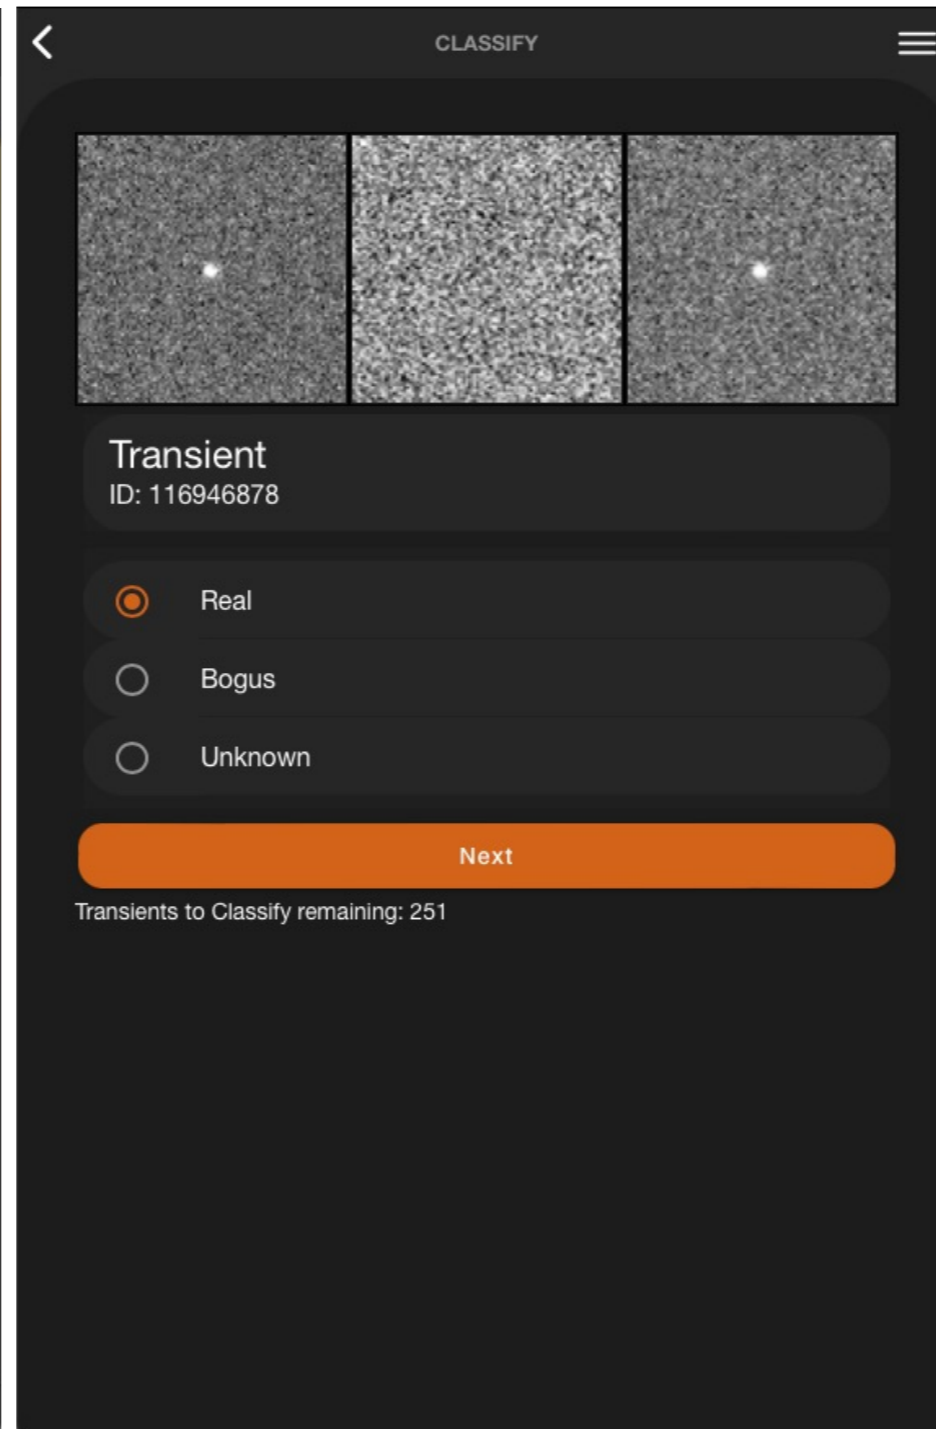 CLASSIFY
Transient
ID: 116946878
Real
Bogus
Unknown
Next
Transients to Classify remaining: 251